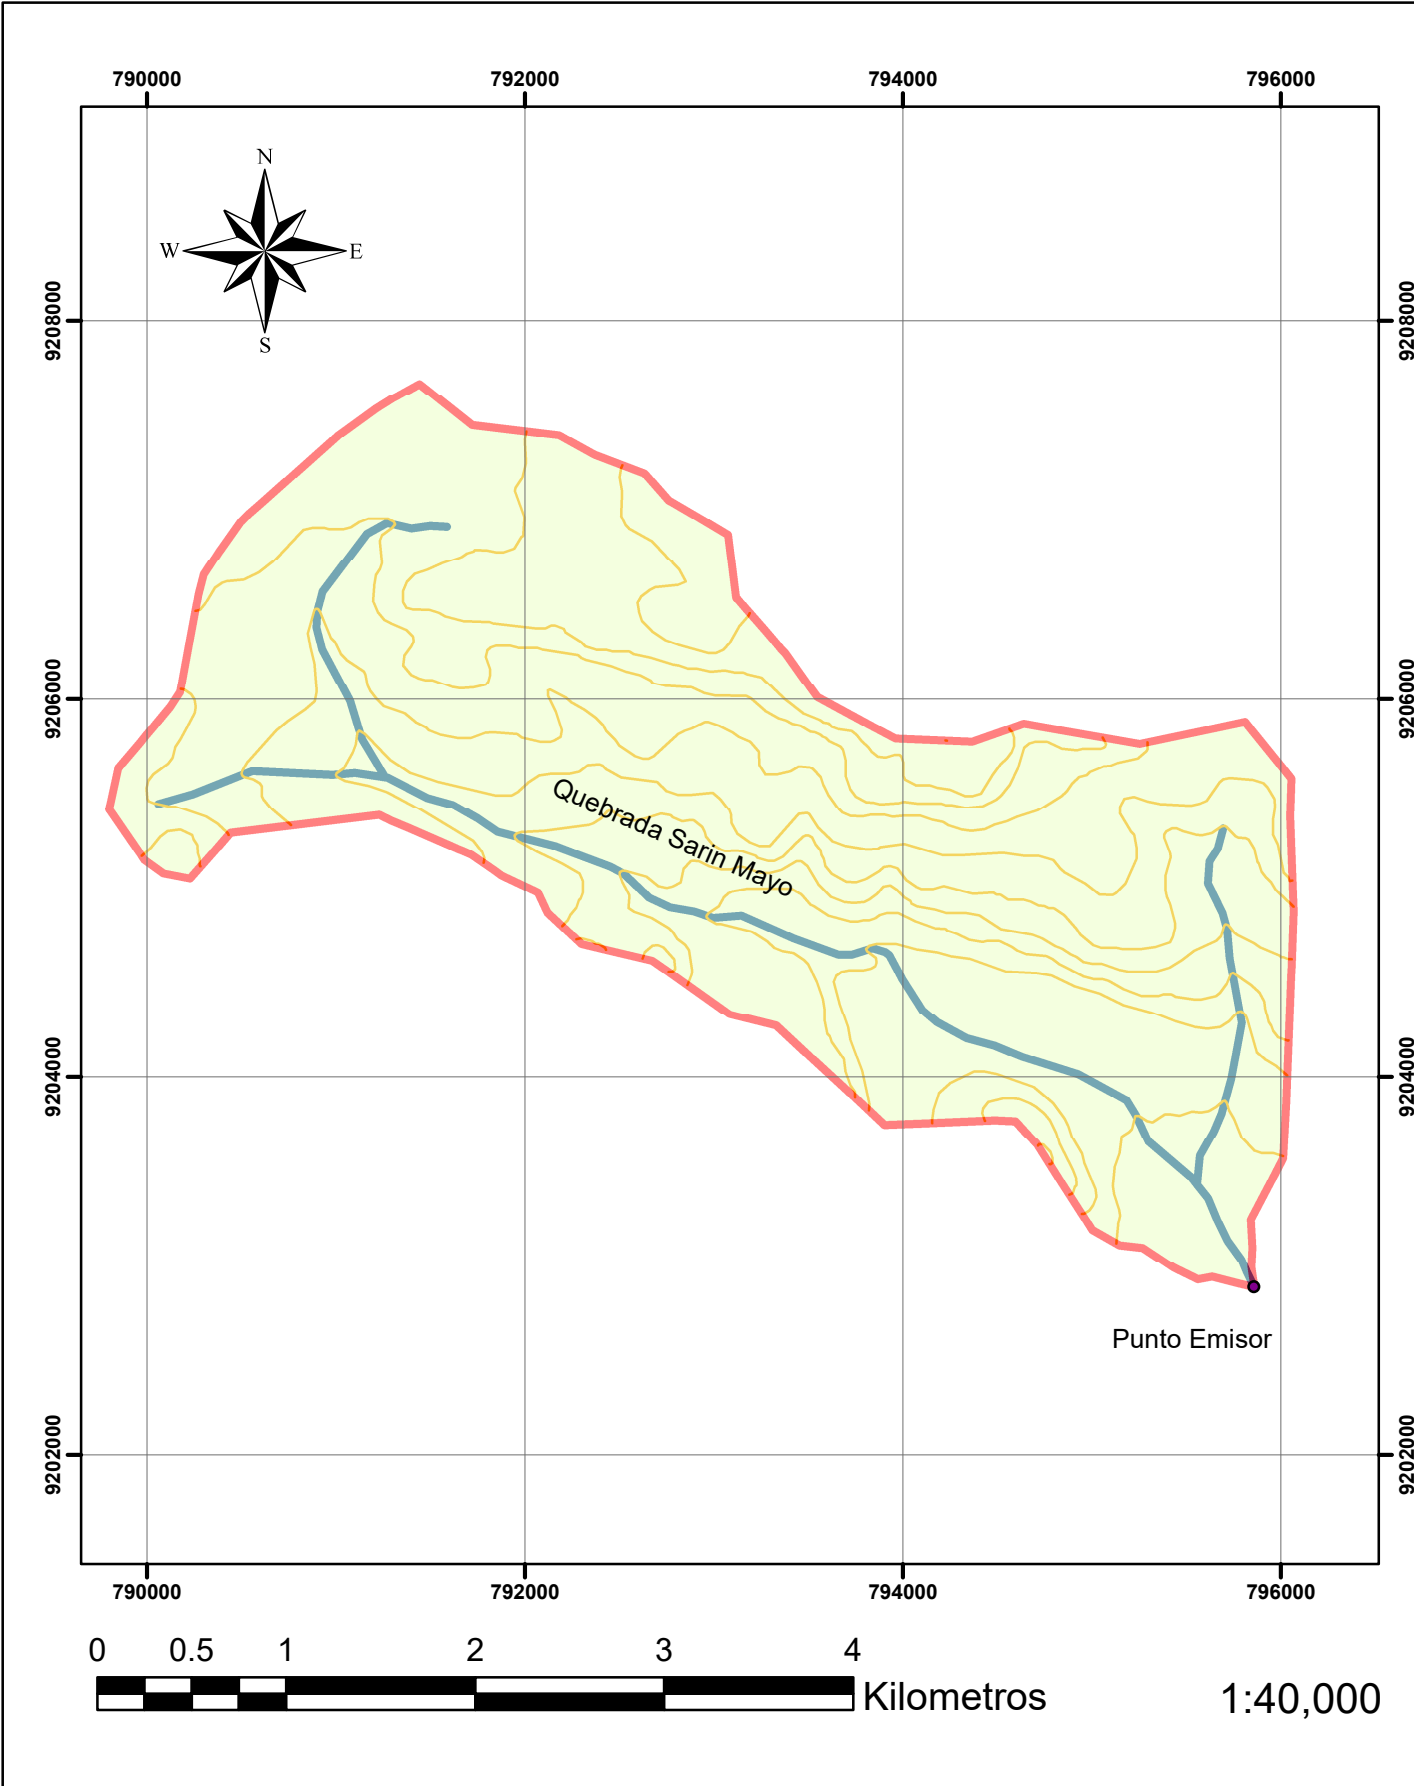 790000 792000 794000 796000
N
W E
S
9208000 9208000
9206000 9206000
Quebrada Sarin Mayo
9204000 9204000
Punto Emisor
9202000 9202000
790000 792000 794000 796000
0 0.5 1 2 3 4
Kilometros 1:40,000